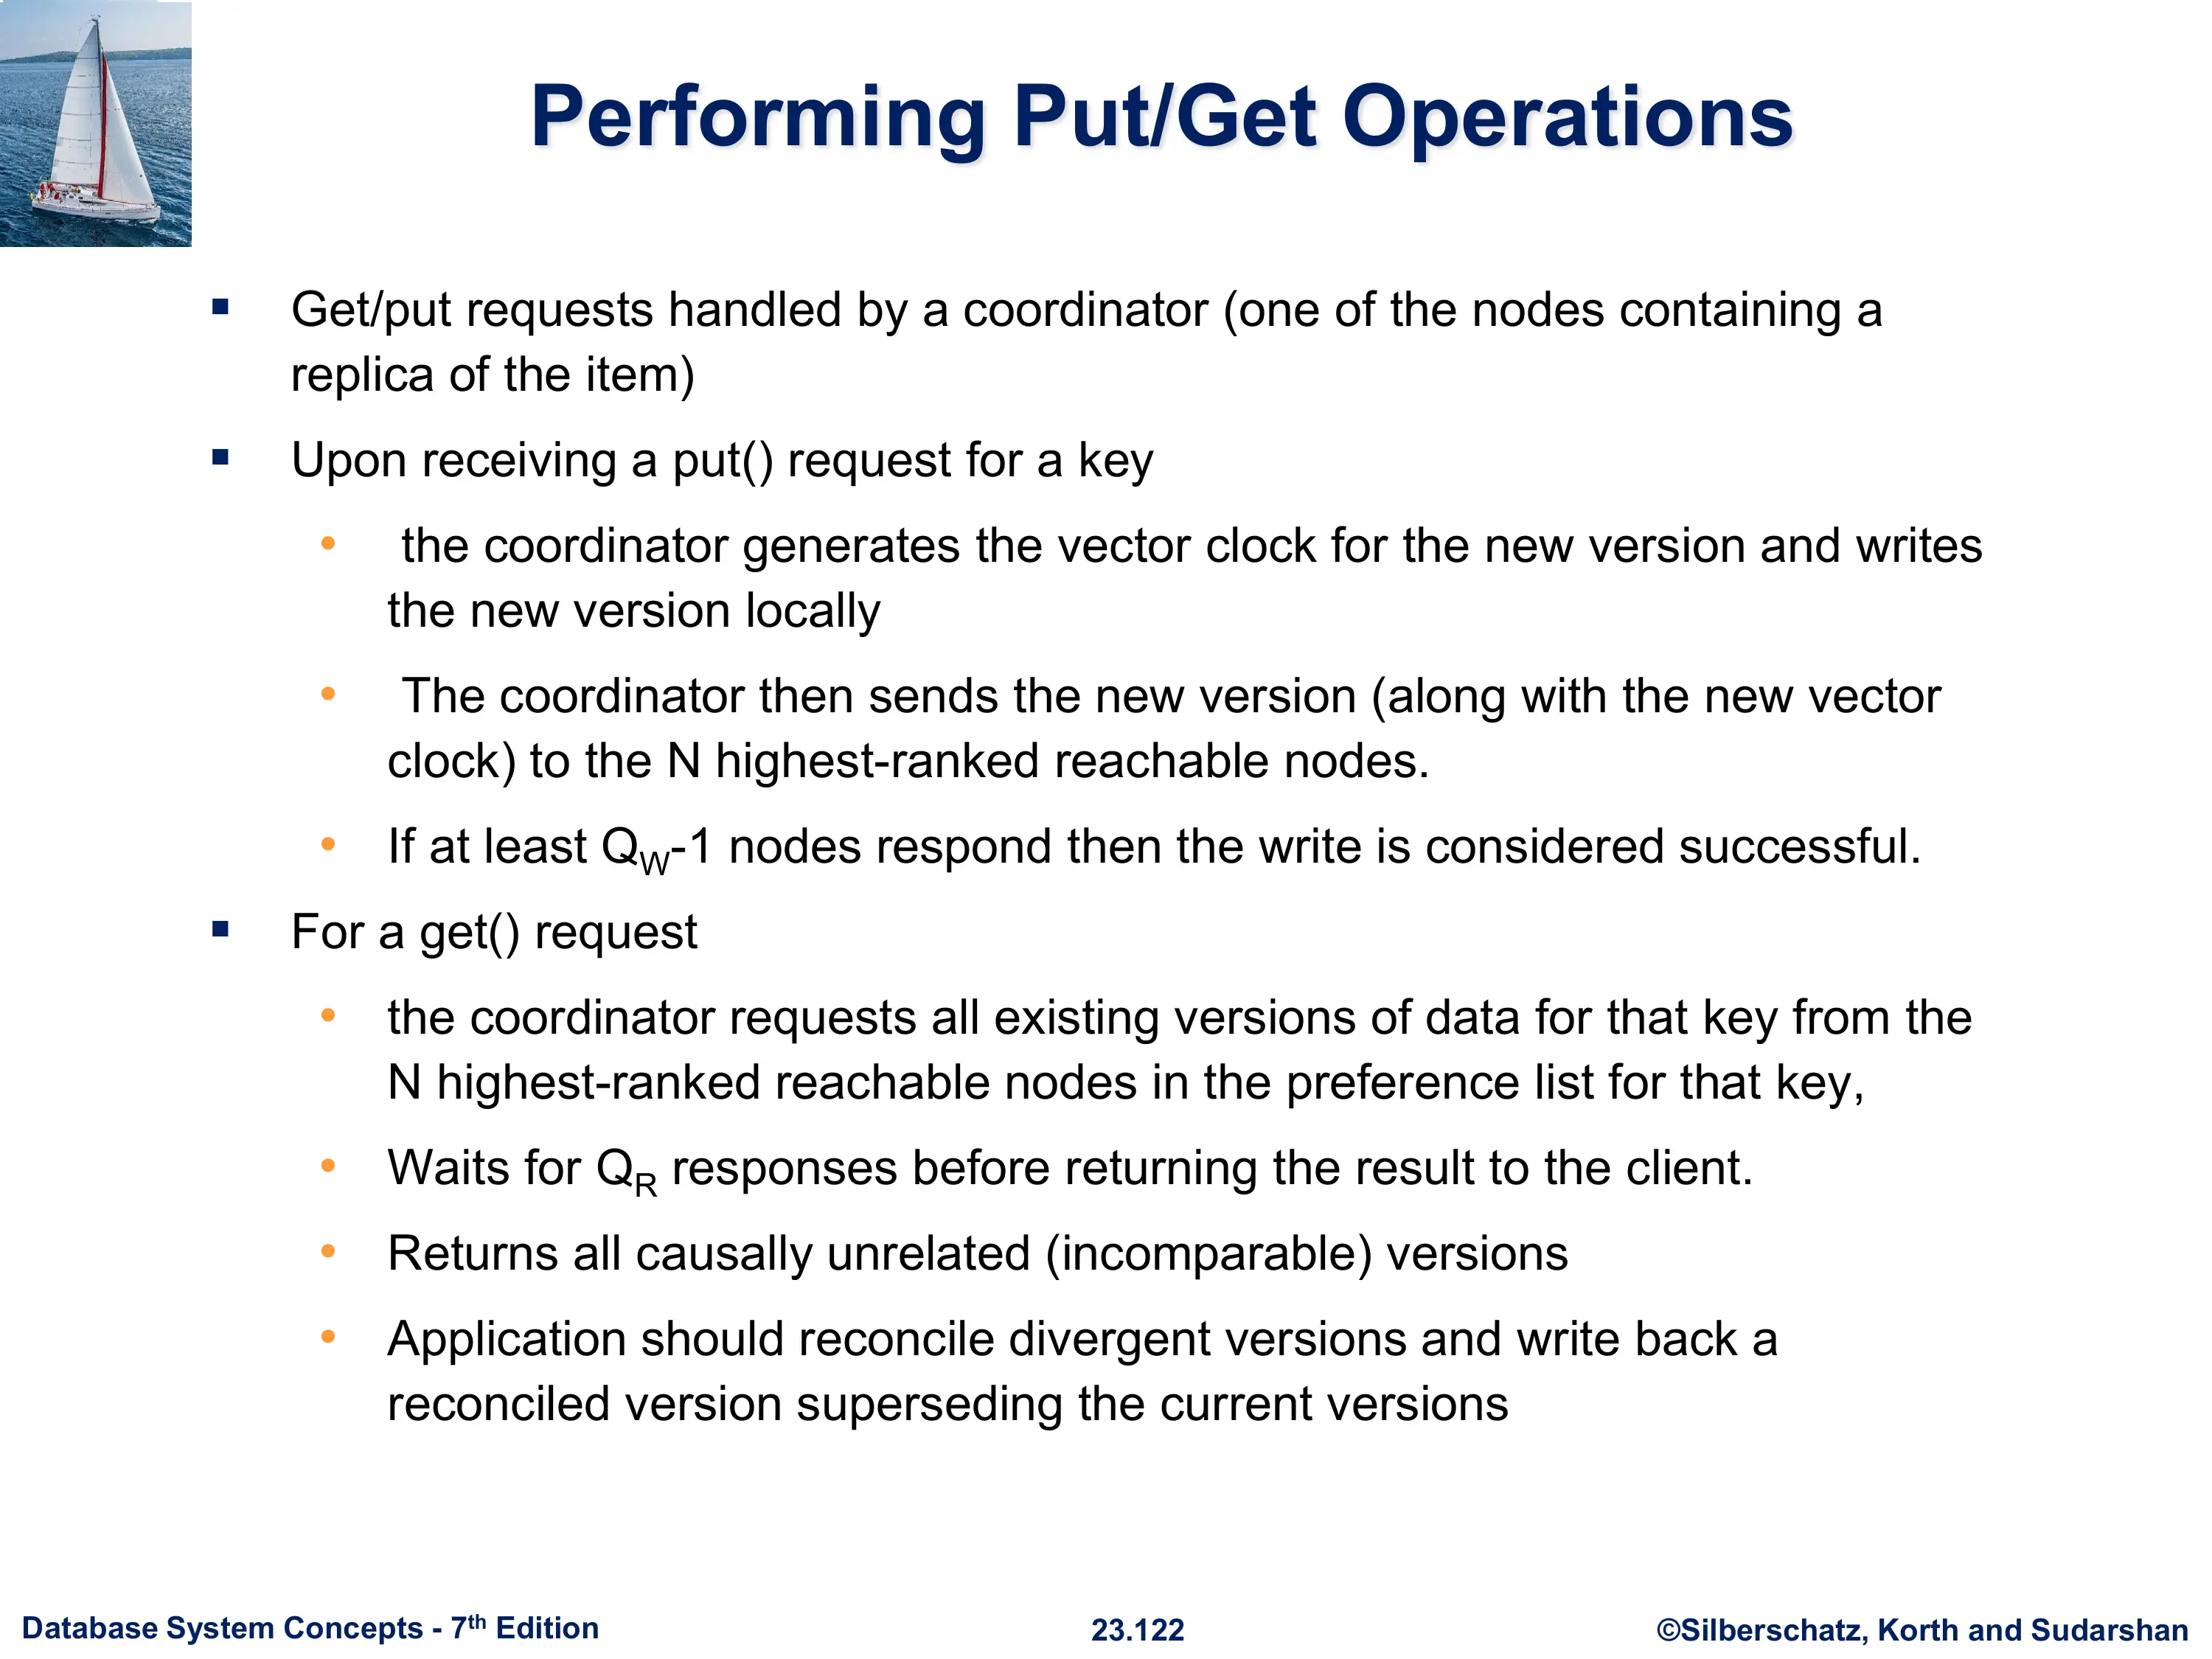 Performing Put/Get Operations
▪ Get/put requests handled by a coordinator (one of the nodes containing a
replica of the item)
▪ Upon receiving a put() request for a key
• the coordinator generates the vector clock for the new version and writes
the new version locally
• The coordinator then sends the new version (along with the new vector
clock) to the N highest-ranked reachable nodes.
• If at least Q_W-1 nodes respond then the write is considered successful.
▪ For a get() request
• the coordinator requests all existing versions of data for that key from the
N highest-ranked reachable nodes in the preference list for that key,
• Waits for Q_R responses before returning the result to the client.
• Returns all causally unrelated (incomparable) versions
• Application should reconcile divergent versions and write back a
reconciled version superseding the current versions
Database System Concepts - 7th Edition
23.122
©Silberschatz, Korth and Sudarshan